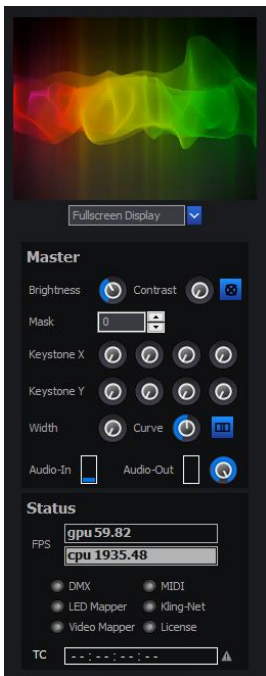 Fullscreen Display
Master
Brightness Contrast
Mask 0
Keystone X
Keystone Y
Width Curve
Audio-In Audio-Out
Status
FPS
gpu 59.82
cpu 1935.48
DMX MIDI
LED Mapper Kling-Net
Video Mapper License
TC --:--:--:--